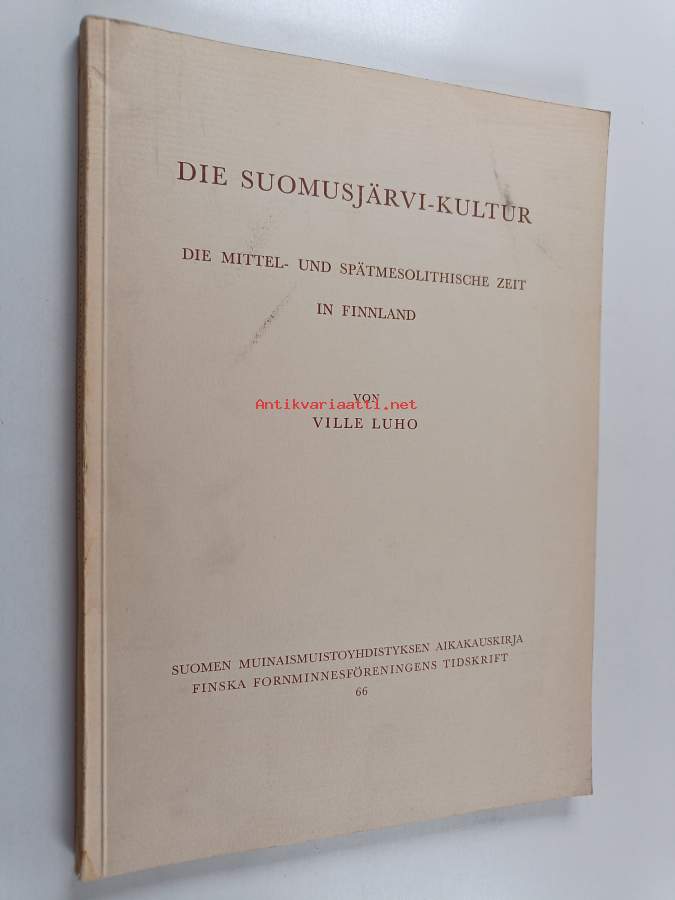 DIE SUOMUSJÄRVI-KULTUR
DIE MITTEL- UND SPÄTMESOLITHISCHE ZEIT
IN FINNLAND
VON
Antikvariaatti.net
VILLE LUHO
SUOMEN MUINAISMUISTOYHDISTYKSEN AIKAKAUSKIRJA
FINSKA FORNMINNESFÖRENINGENS TIDSKRIFT
66